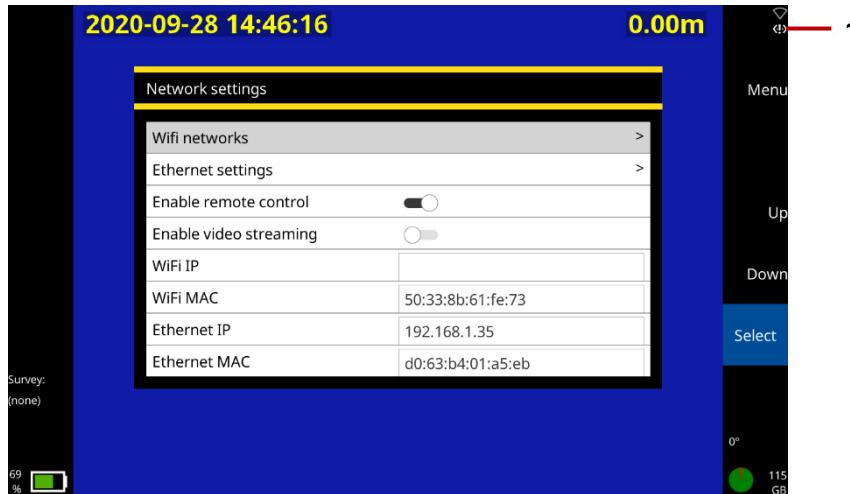 2020-09-28 14:46:16 0.00m
Menu
Network settings
Wifi networks >
Ethernet settings >
Enable remote control
Up
Enable video streaming
WiFi IP
Down
WiFi MAC 50:33:8b:61:fe:73
Ethernet IP 192.168.1.35
Select
Ethernet MAC d0:63:b4:01:a5:eb
Survey:
(none)
0°
69
%
115
GB